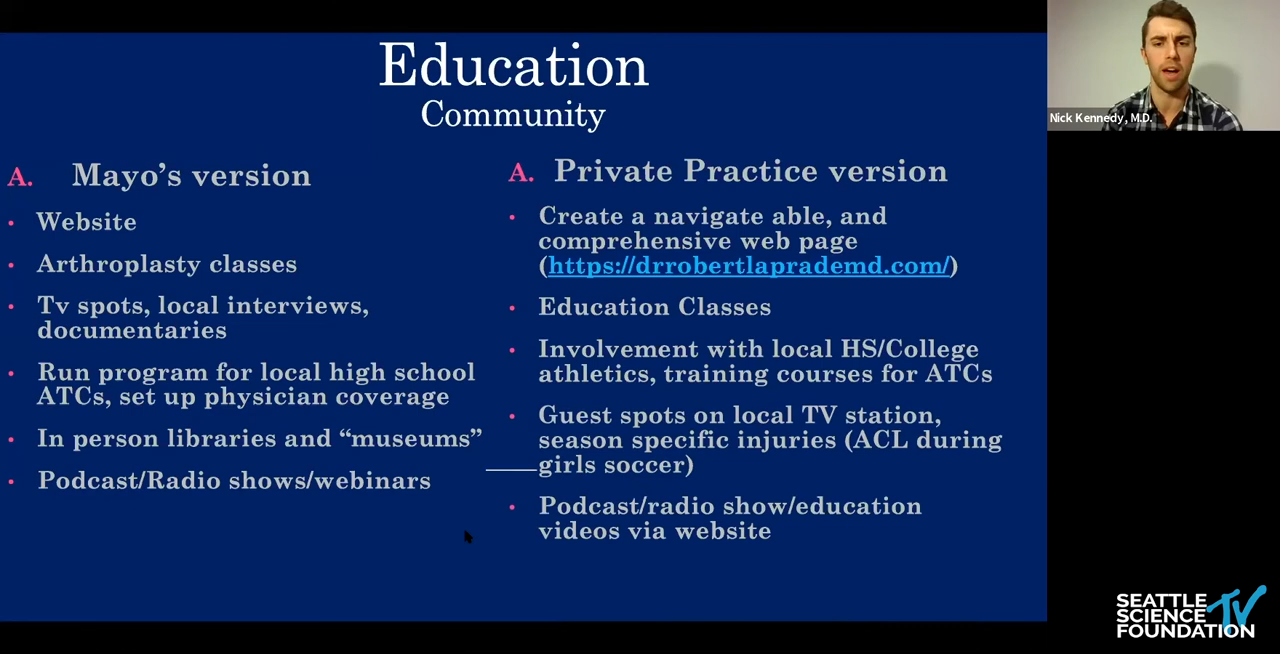 Education
Community
A. Mayo's version
• Website
• Arthroplasty classes
• Tv spots, local interviews,
documentaries
• Run program for local high school
ATCs, set up physician coverage
• In person libraries and “museums”
• Podcast/Radio shows/webinars
A. Private Practice version
• Create a navigate able, and
comprehensive web page
(https://drrobertlaprademd.com/)
• Education Classes
• Involvement with local HS/College
athletics, training courses for ATCs
• Guest spots on local TV station,
season specific injuries (ACL during
girls soccer)
• Podcast/radio show/education
videos via website
Nick Kennedy, M.D.
SEATTLE
SCIENCE TV
FOUNDATION